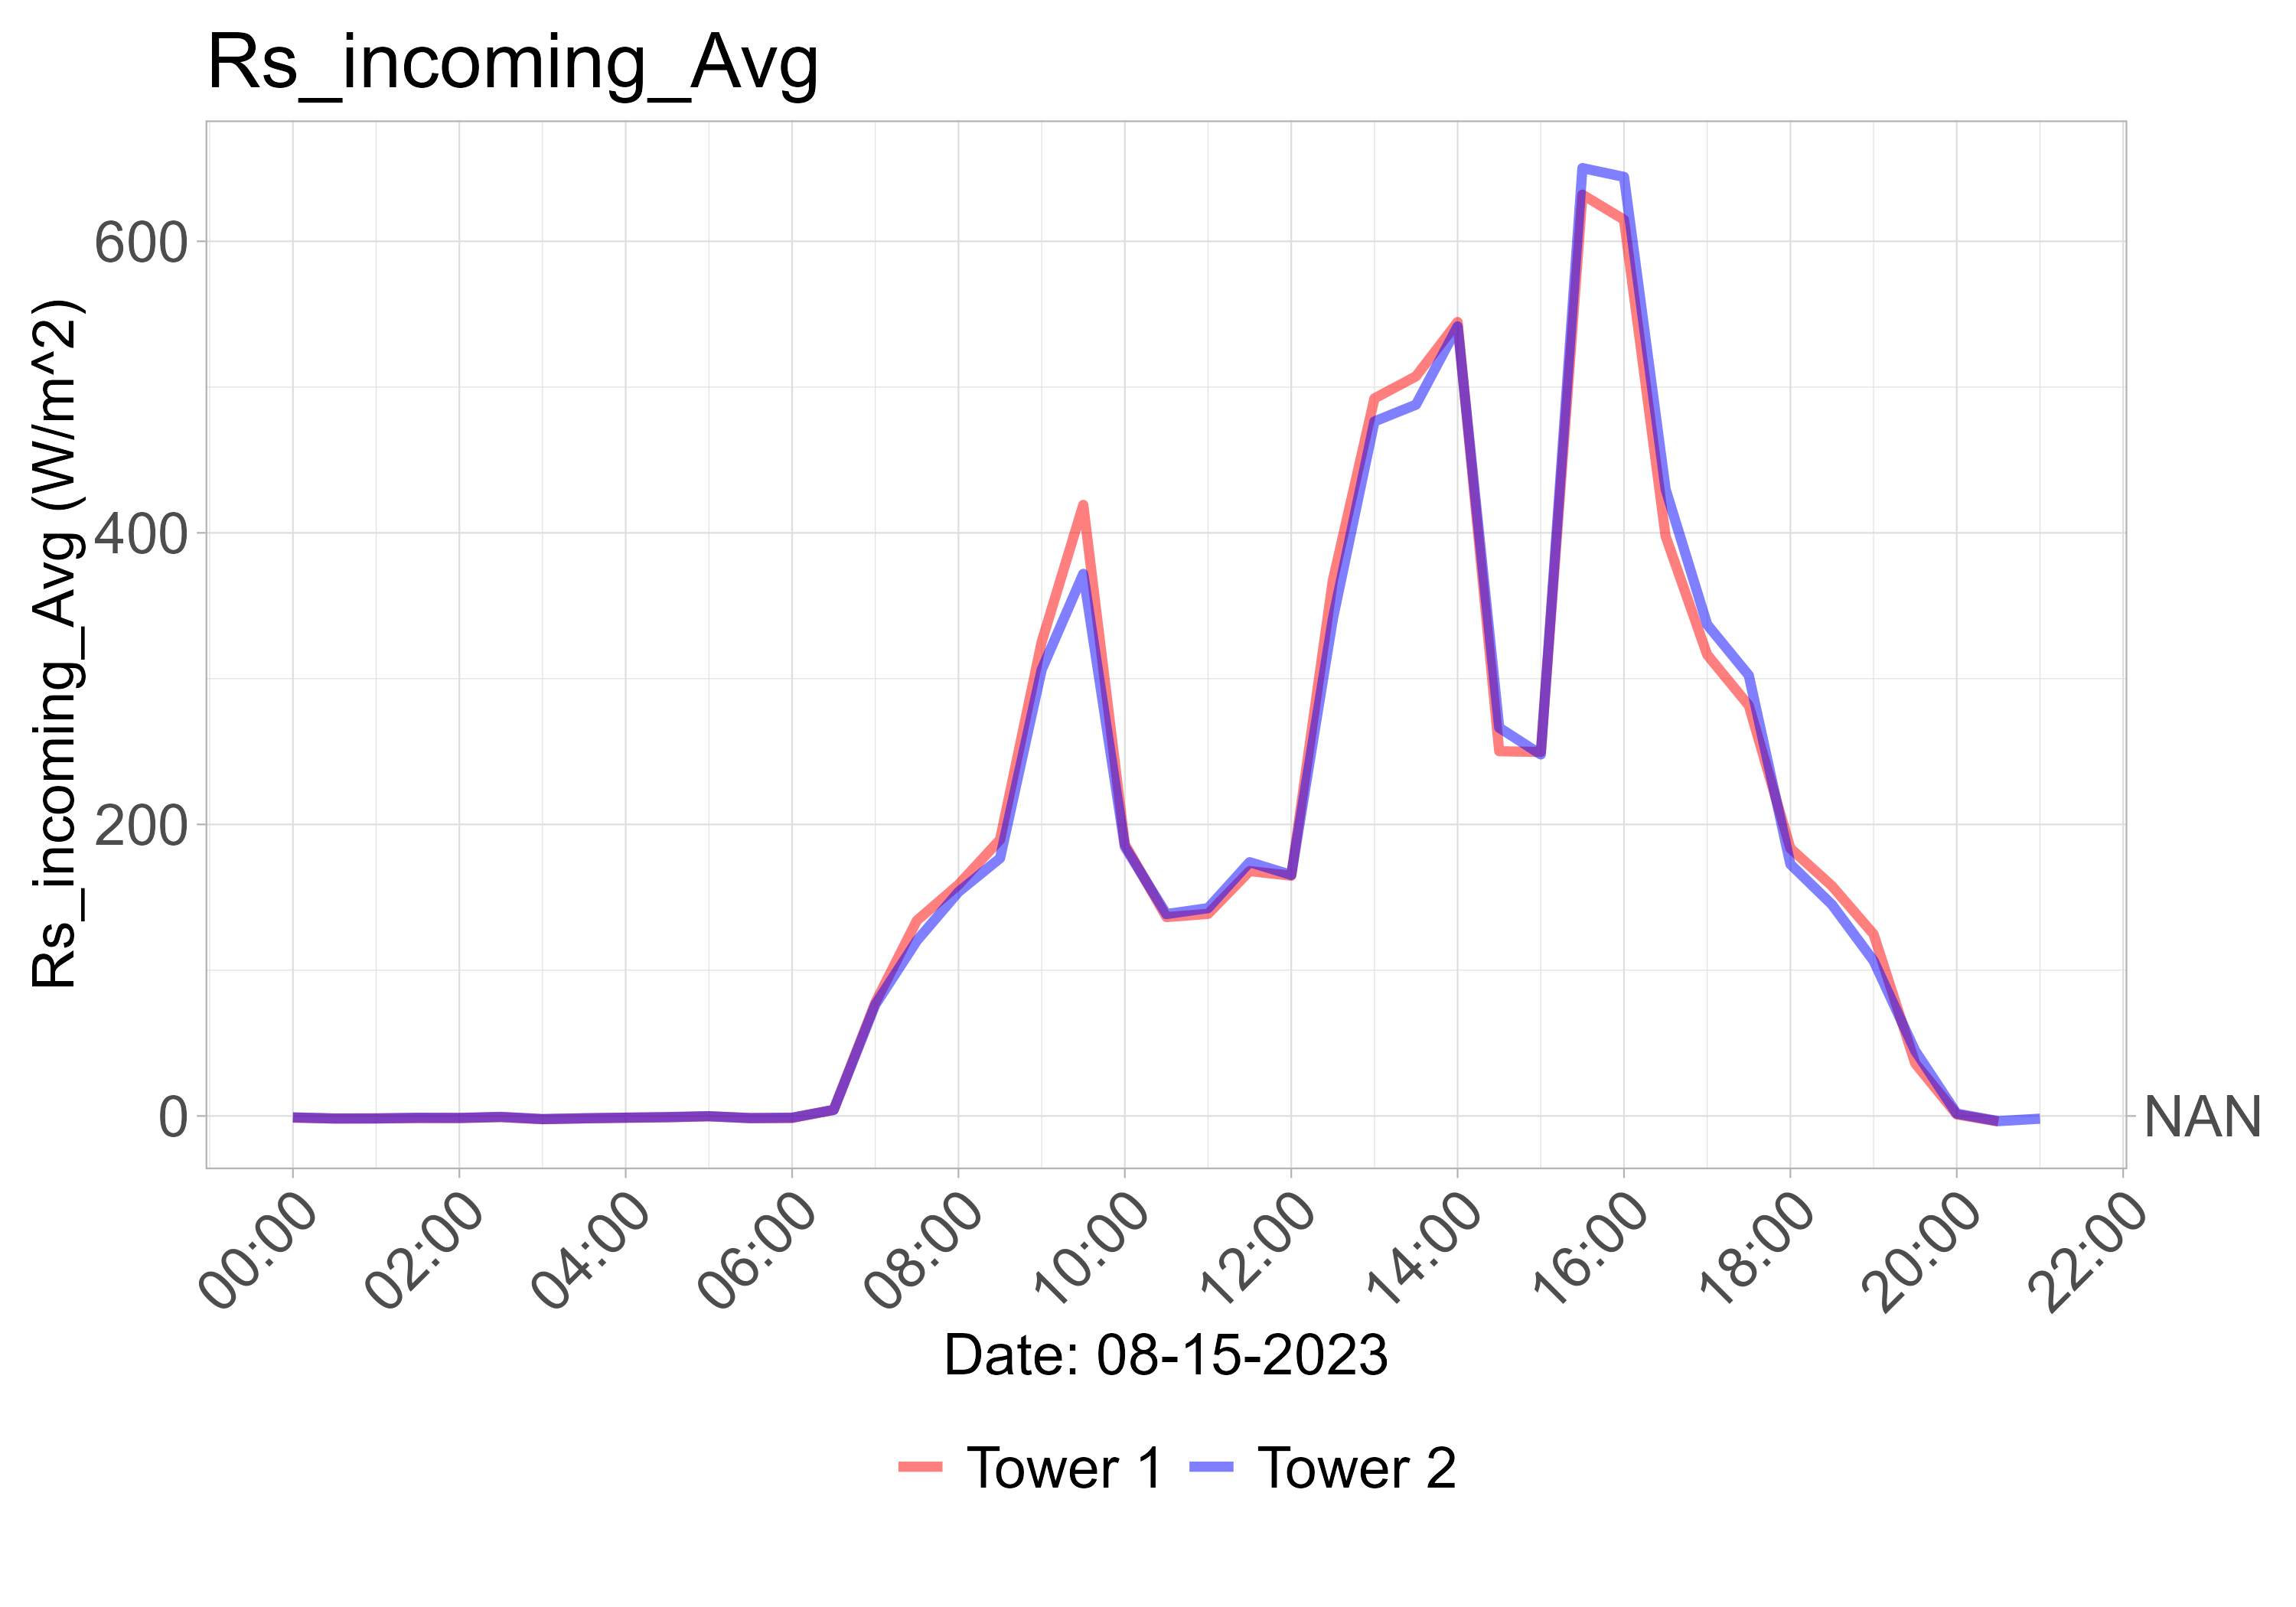 Rs_incoming_Avg
Rs_incoming_Avg (W/m^2)
600
400
200
0
NAN
00:00 02:00 04:00 06:00 08:00 10:00 12:00 14:00 16:00 18:00 20:00 22:00
Date: 08-15-2023
Tower 1 Tower 2